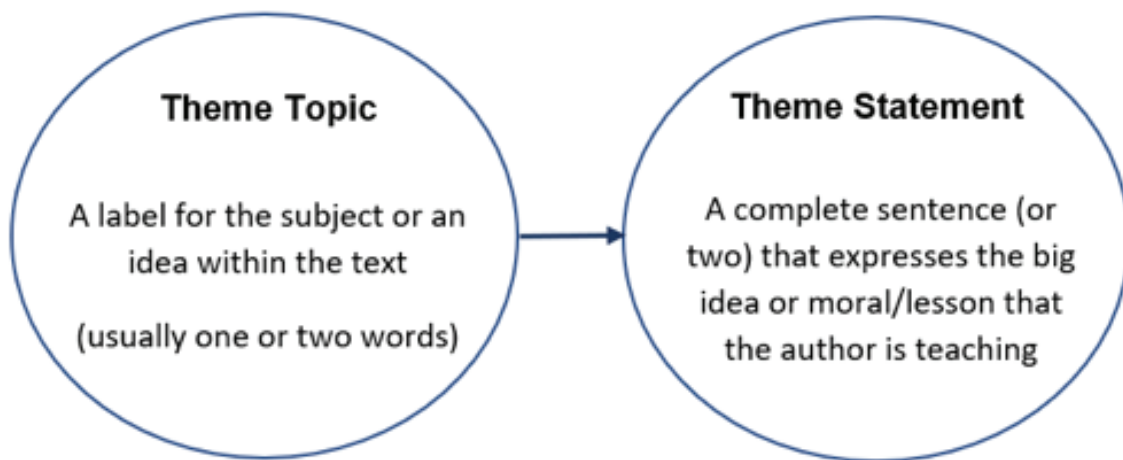 Theme Topic
A label for the subject or an
idea within the text
(usually one or two words)
Theme Statement
A complete sentence (or
two) that expresses the big
idea or moral/lesson that
the author is teaching